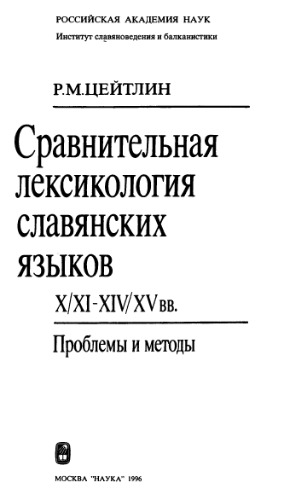 РОССИЙСКАЯ АКАДЕМИЯ НАУК
Институт славяноведения и балканистики
Р.М.ЦЕЙТЛИН
Сравнительная
лексикология
славянских
языков
X/XI-XIV/XV вв.
Проблемы и методы
МОСКВА "НАУКА" 1996